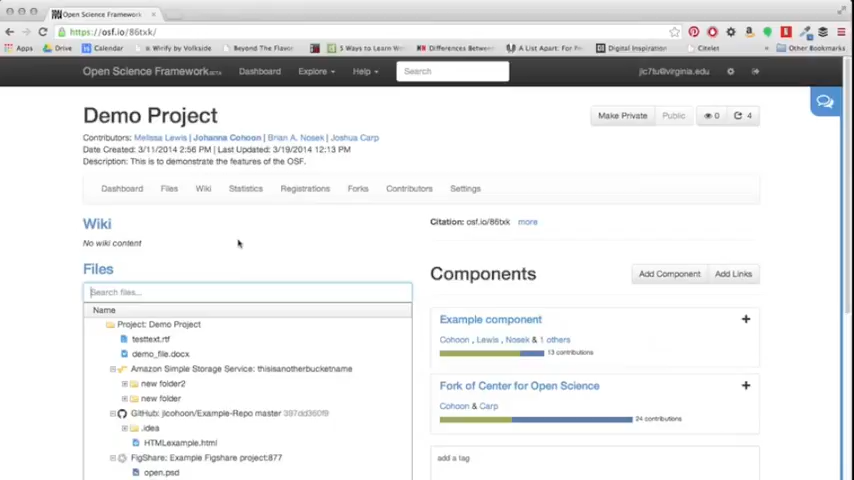 Open Science Framework
https://osf.io/86txk/
Apps Drive Calendar Wirify by Volkside Beyond The Flavor 5 Ways to Learn Differences Between A List Apart: For Digital Inspiration Citelet Other Bookmarks
Open Science Framework BETA Dashboard Explore Help Search jlc7tu@virginia.edu
Demo Project
Make Private Public 0 4
Contributors: Melissa Lewis | Johanna Cohoon | Brian A. Nosek | Joshua Carp
Date Created: 3/11/2014 2:56 PM | Last Updated: 3/19/2014 12:13 PM
Description: This is to demonstrate the features of the OSF.
Dashboard Files Wiki Statistics Registrations Forks Contributors Settings
Wiki
No wiki content
Citation: osf.io/86txk more
Files
Search files...
Name
Project: Demo Project
testtext.rtf
demo_file.docx
Amazon Simple Storage Service: thisisanotherbucketname
new folder2
new folder
GitHub: jlcohoon/Example-Repo master 397dd360f9
.idea
HTMLexample.html
FigShare: Example Figshare project:877
open.psd
Components
Add Component Add Links
Example component
Cohoon , Lewis , Nosek & 1 others
13 contributions
Fork of Center for Open Science
Cohoon & Carp
24 contributions
add a tag